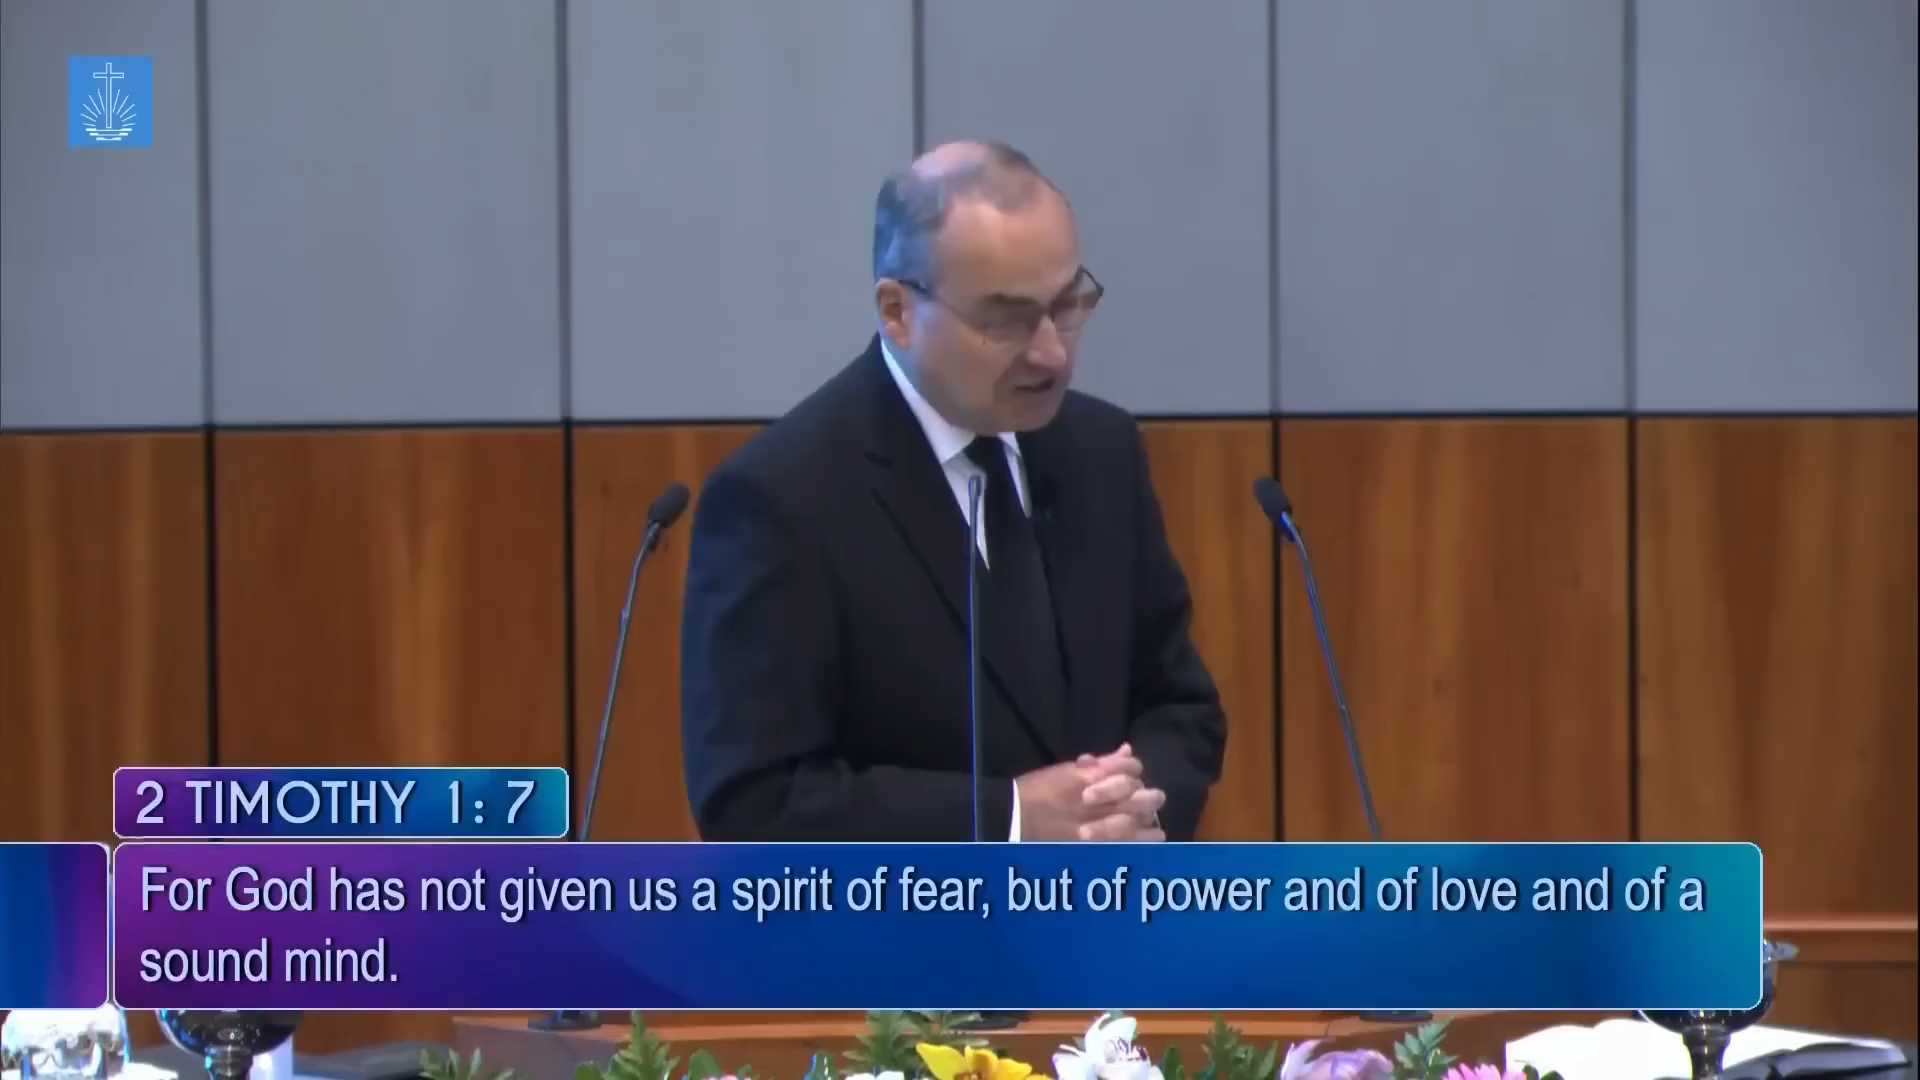 2 TIMOTHY 1: 7
For God has not given us a spirit of fear, but of power and of love and of a
sound mind.